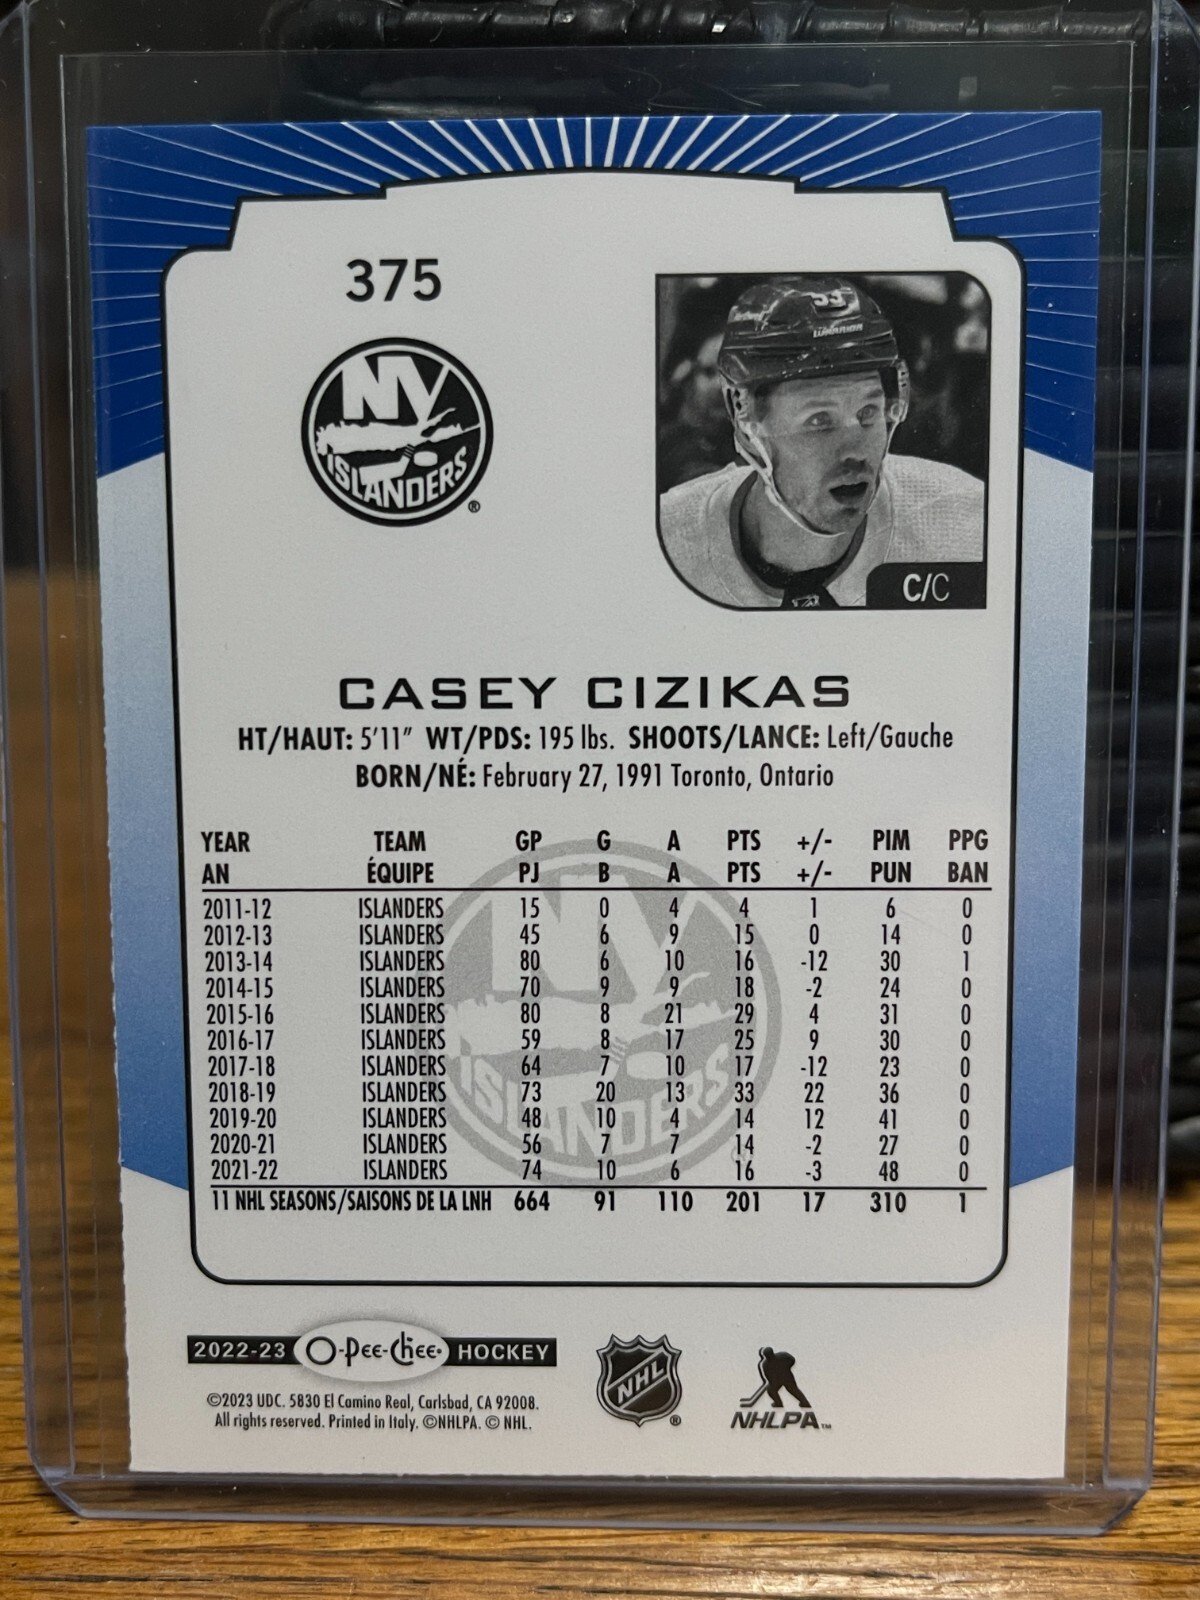 375
NY
ISLANDERS
®
53
WARRIOR
C/C
CASEY CIZIKAS
HT/HAUT: 5'11" WT/PDS: 195 lbs. SHOOTS/LANCE: Left/Gauche
BORN/NÉ: February 27, 1991 Toronto, Ontario
YEAR TEAM GP G A PTS +/- PIM PPG
AN ÉQUIPE PJ B A PTS +/- PUN BAN
2011-12 ISLANDERS 15 0 4 4 1 6 0
2012-13 ISLANDERS 45 6 9 15 0 14 0
2013-14 ISLANDERS 80 6 10 16 -12 30 1
2014-15 ISLANDERS 70 9 9 18 -2 24 0
2015-16 ISLANDERS 80 8 21 29 4 31 0
2016-17 ISLANDERS 59 8 17 25 9 30 0
2017-18 ISLANDERS 64 7 10 17 -12 23 0
2018-19 ISLANDERS 73 20 13 33 22 36 0
2019-20 ISLANDERS 48 10 4 14 12 41 0
2020-21 ISLANDERS 56 7 7 14 -2 27 0
2021-22 ISLANDERS 74 10 6 16 -3 48 0
11 NHL SEASONS/SAISONS DE LA LNH 664 91 110 201 17 310 1
NY
ISLANDERS
2022-23 O-Pee-Chee HOCKEY
©2023 UDC. 5830 El Camino Real, Carlsbad, CA 92008.
All rights reserved. Printed in Italy. ©NHLPA. © NHL.
NHL ®
NHLPA™